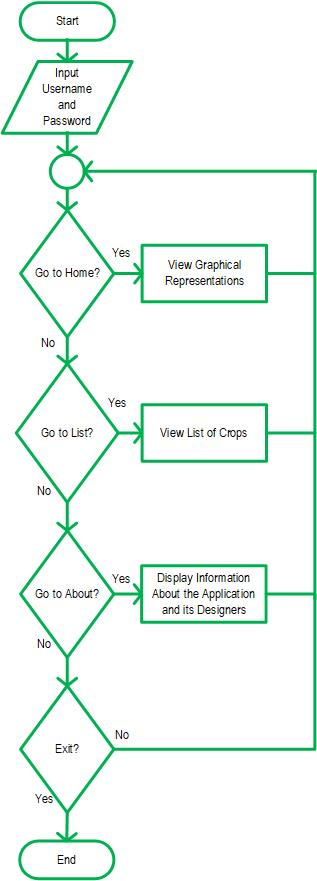 Start
Input
Username
and
Password
Yes
Go to Home?
View Graphical
Representations
No
Yes
Go to List?
View List of Crops
No
Yes
Go to About?
Display Information
About the Application
and its Designers
No
No
Exit?
Yes
End